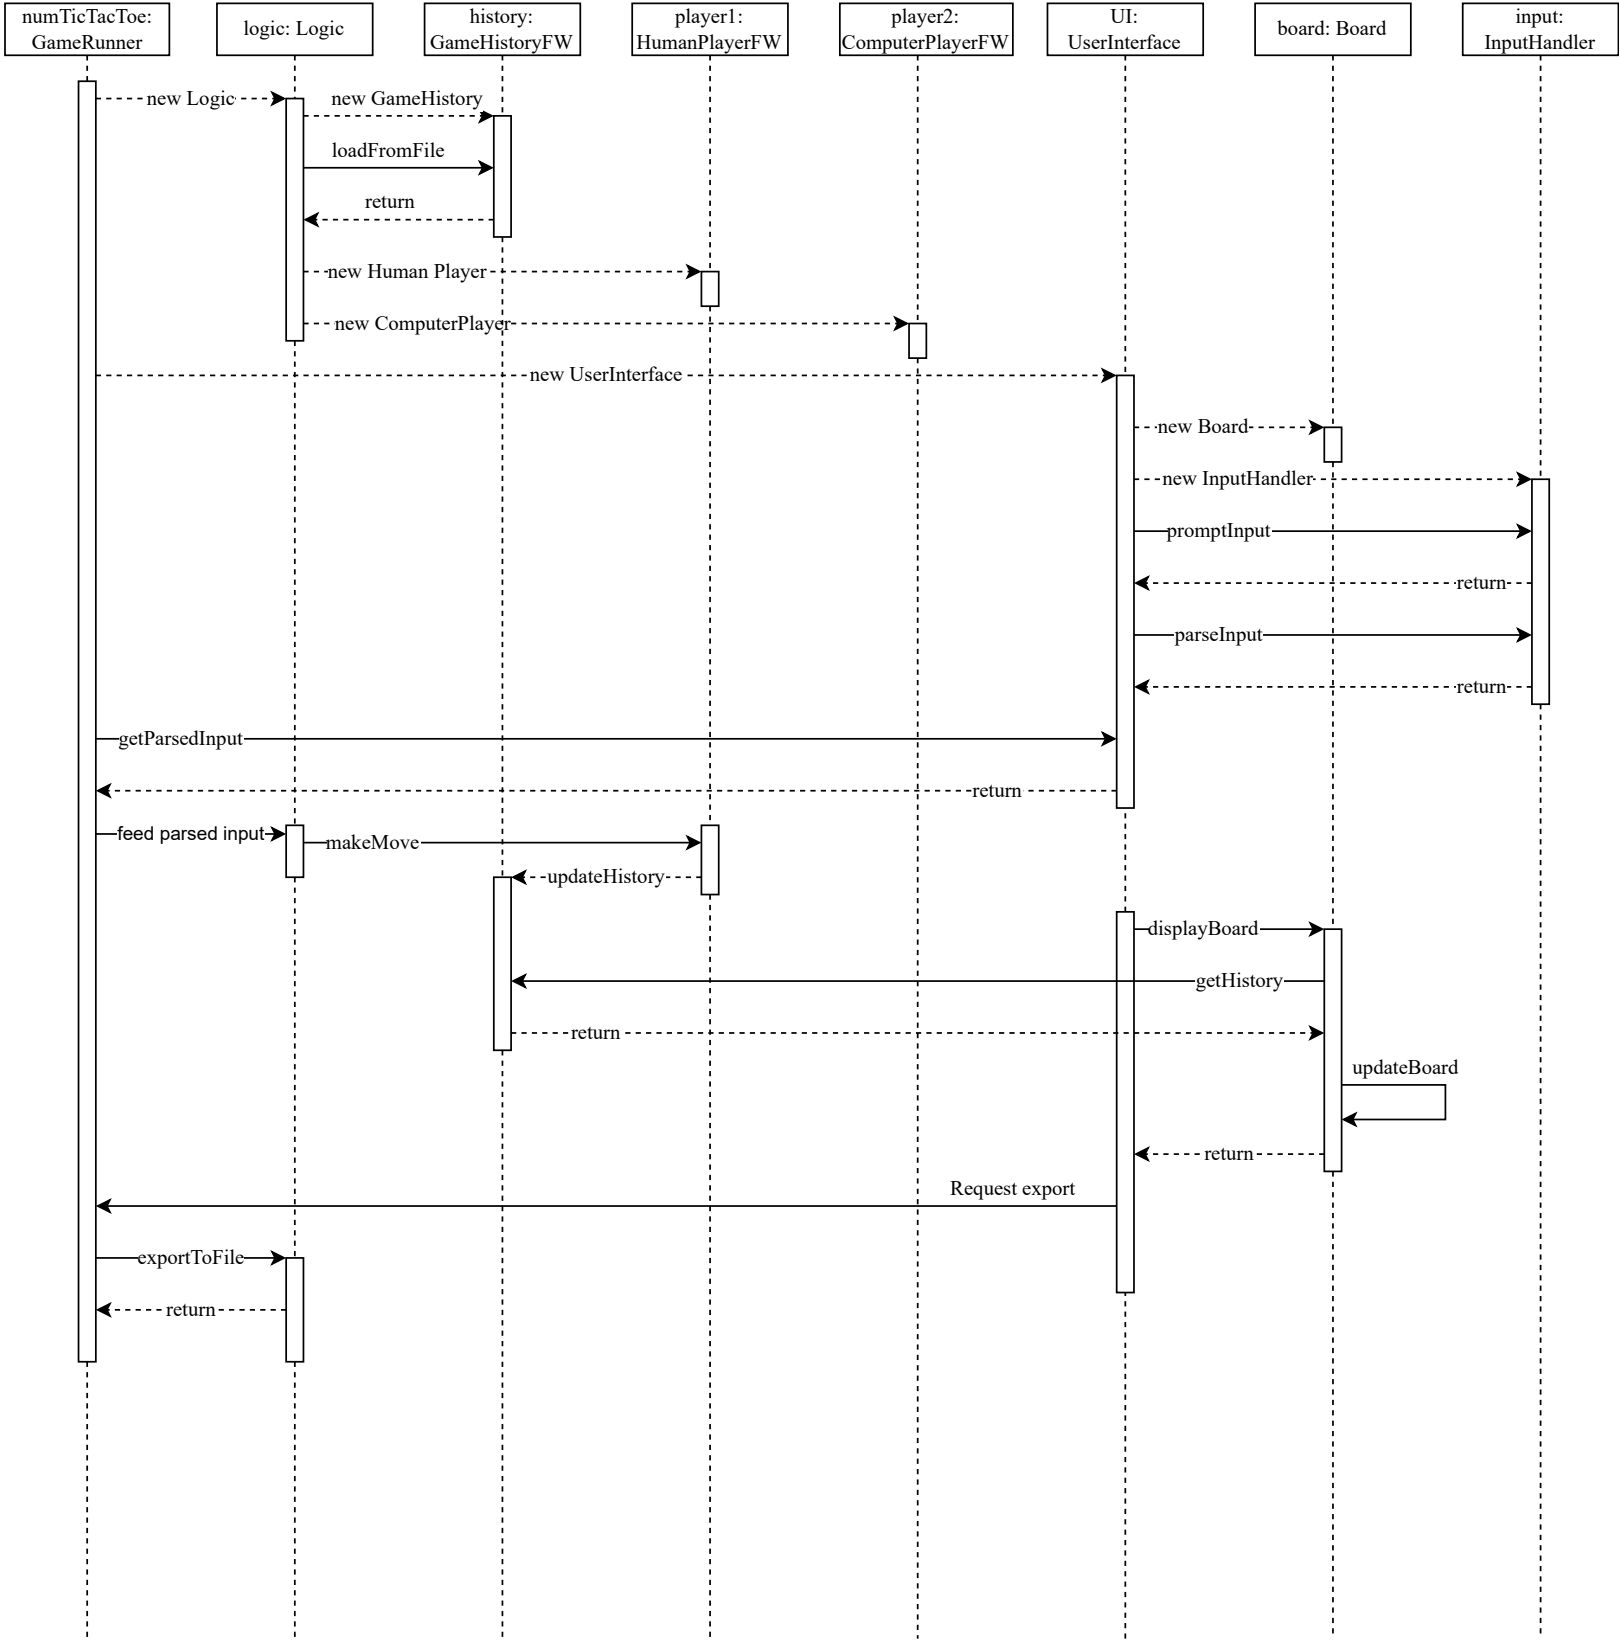 numTicTacToe:
GameRunner
logic: Logic
history:
GameHistoryFW
player1:
HumanPlayerFW
player2:
ComputerPlayerFW
UI:
UserInterface
board: Board
input:
InputHandler
new Logic
new GameHistory
loadFromFile
return
new Human Player
new ComputerPlayer
new UserInterface
new Board
new InputHandler
promptInput
return
parseInput
return
getParsedInput
return
feed parsed input
makeMove
updateHistory
displayBoard
getHistory
return
updateBoard
return
Request export
exportToFile
return